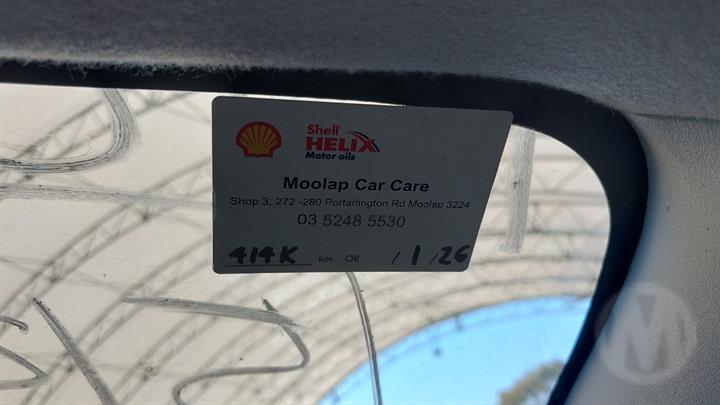 Shell
HELIX
Motor oils
Moolap Car Care
Shop 3, 272 -280 Portarlington Rd Moolap 3224
03 5248 5530
414K km OR / 1 / 26
M